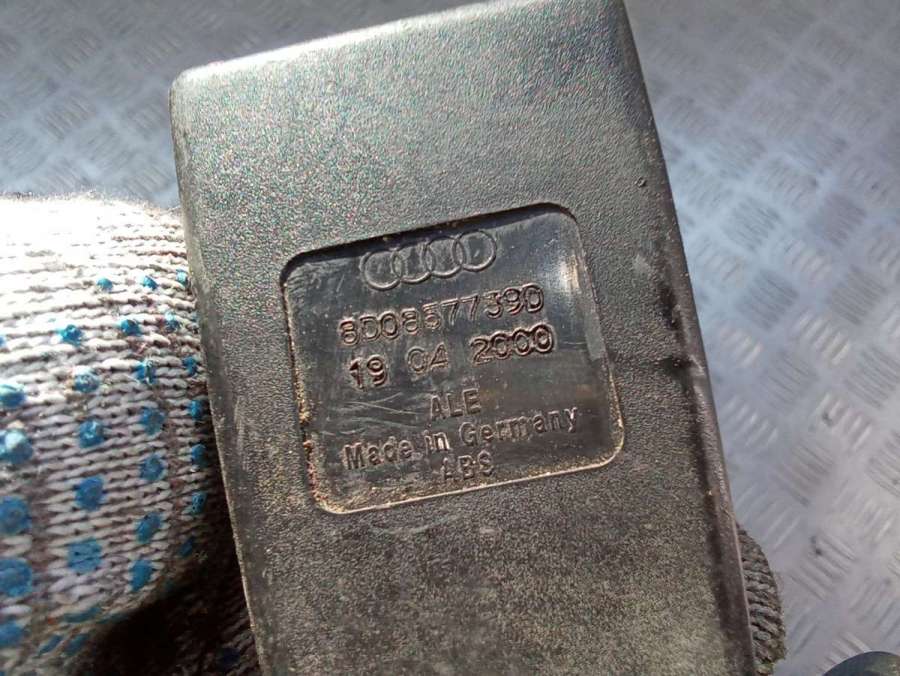 8D0857739D
19 04 2000
ALE
Made in Germany
ABS